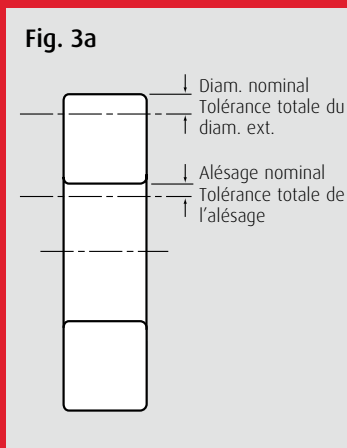 Fig. 3a
Diam. nominal
Tolérance totale du
diam. ext.
Alésage nominal
Tolérance totale de
l'alésage